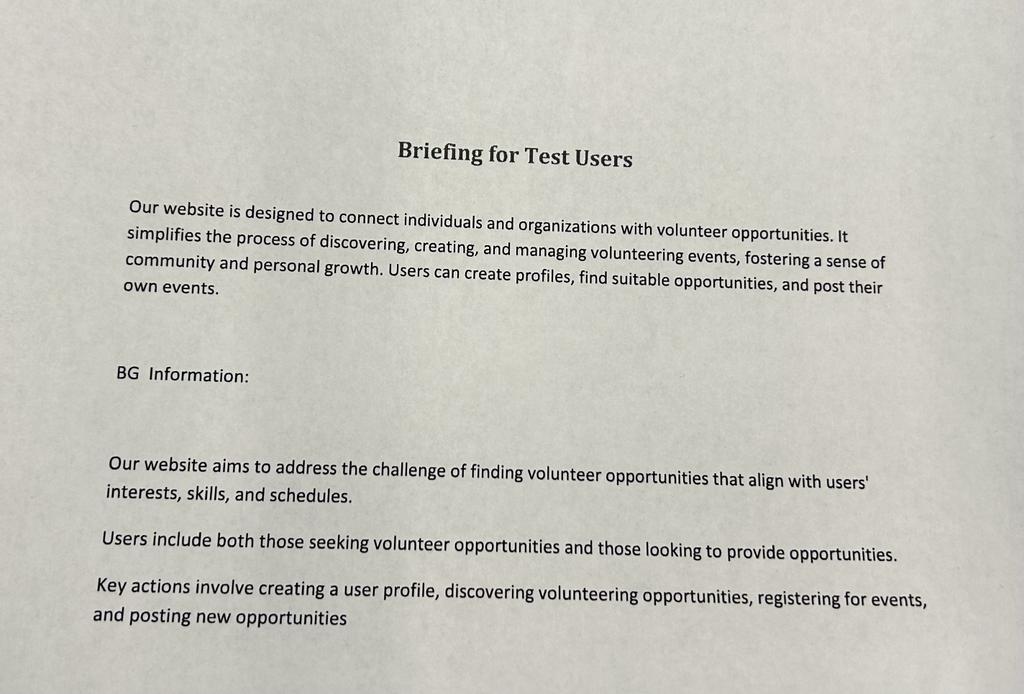 Briefing for Test Users
Our website is designed to connect individuals and organizations with volunteer opportunities. It
simplifies the process of discovering, creating, and managing volunteering events, fostering a sense of
community and personal growth. Users can create profiles, find suitable opportunities, and post their
own events.
BG Information:
Our website aims to address the challenge of finding volunteer opportunities that align with users'
interests, skills, and schedules.
Users include both those seeking volunteer opportunities and those looking to provide opportunities.
Key actions involve creating a user profile, discovering volunteering opportunities, registering for events,
and posting new opportunities